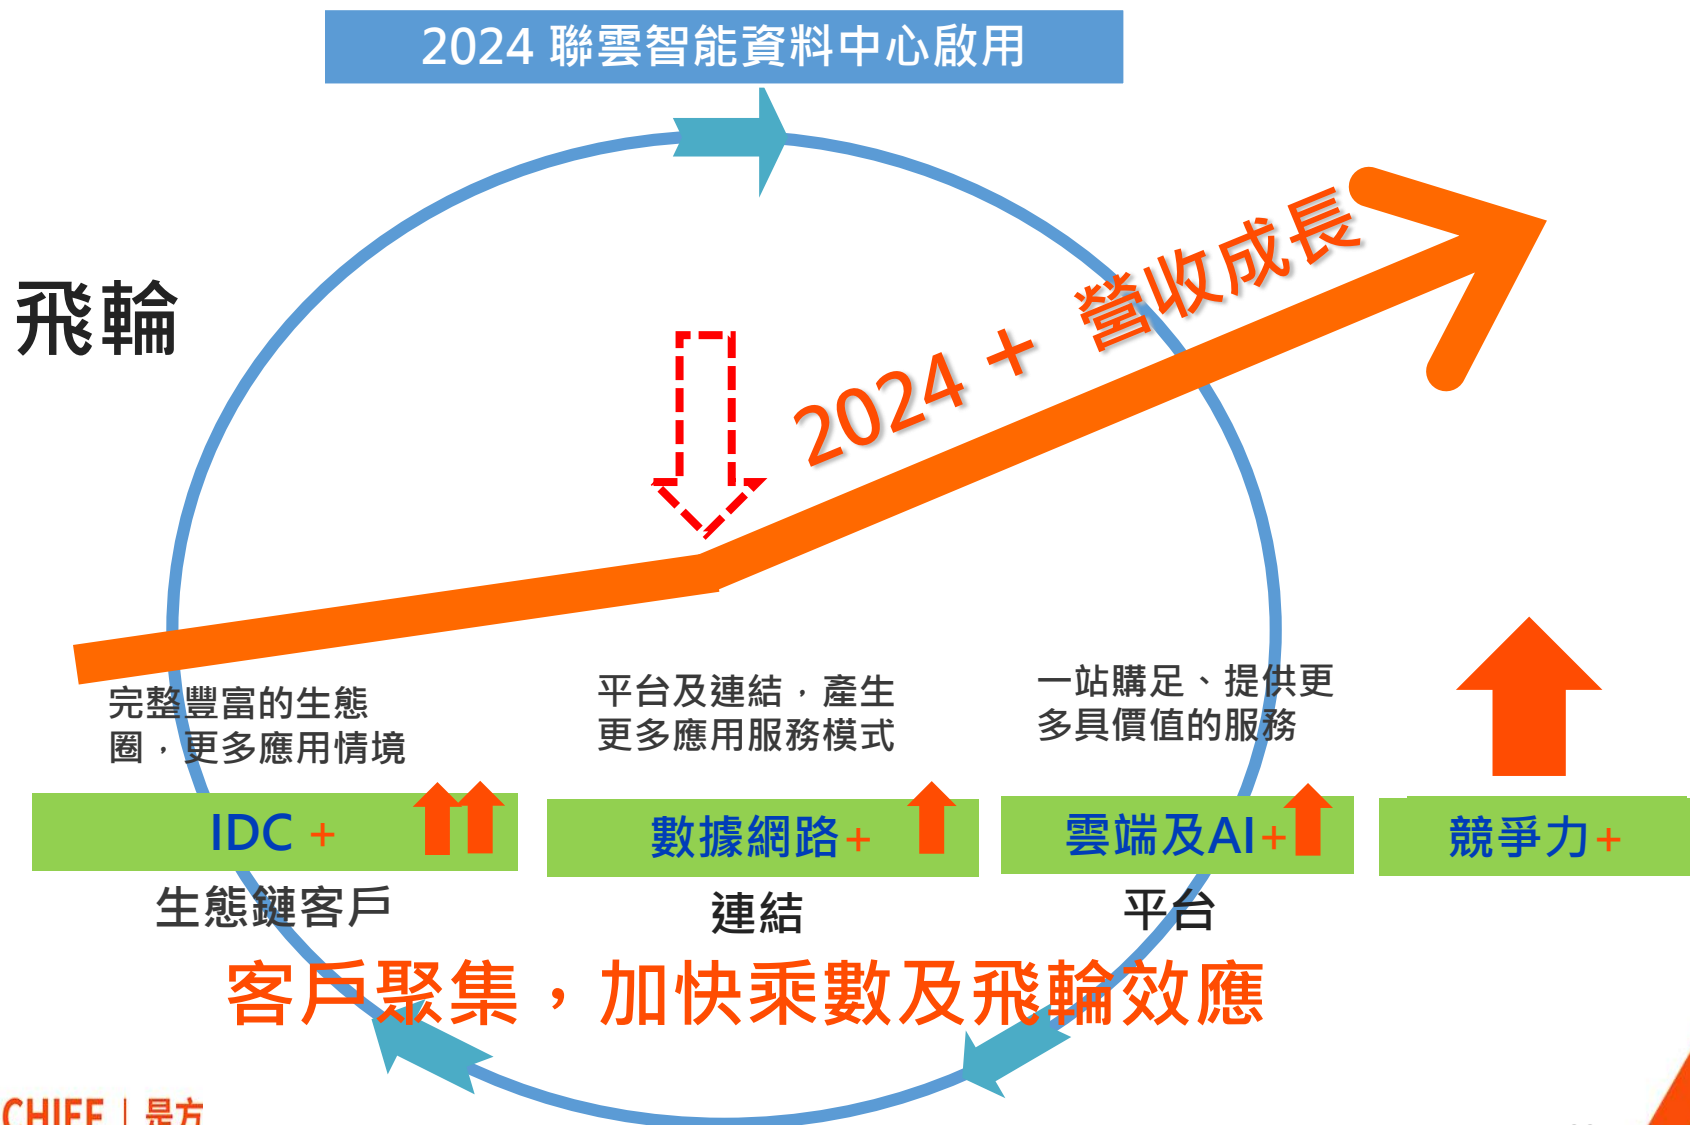 2024 聯雲智能資料中心啟用
飛輪
2024 + 營收成長
完整豐富的生態
圈，更多應用情境
平台及連結，產生
更多應用服務模式
一站購足、提供更
多具價值的服務
IDC +
數據網路+
雲端及AI+
競爭力+
生態鏈客戶
連結
平台
客戶聚集，加快乘數及飛輪效應
CHIEF | 是方